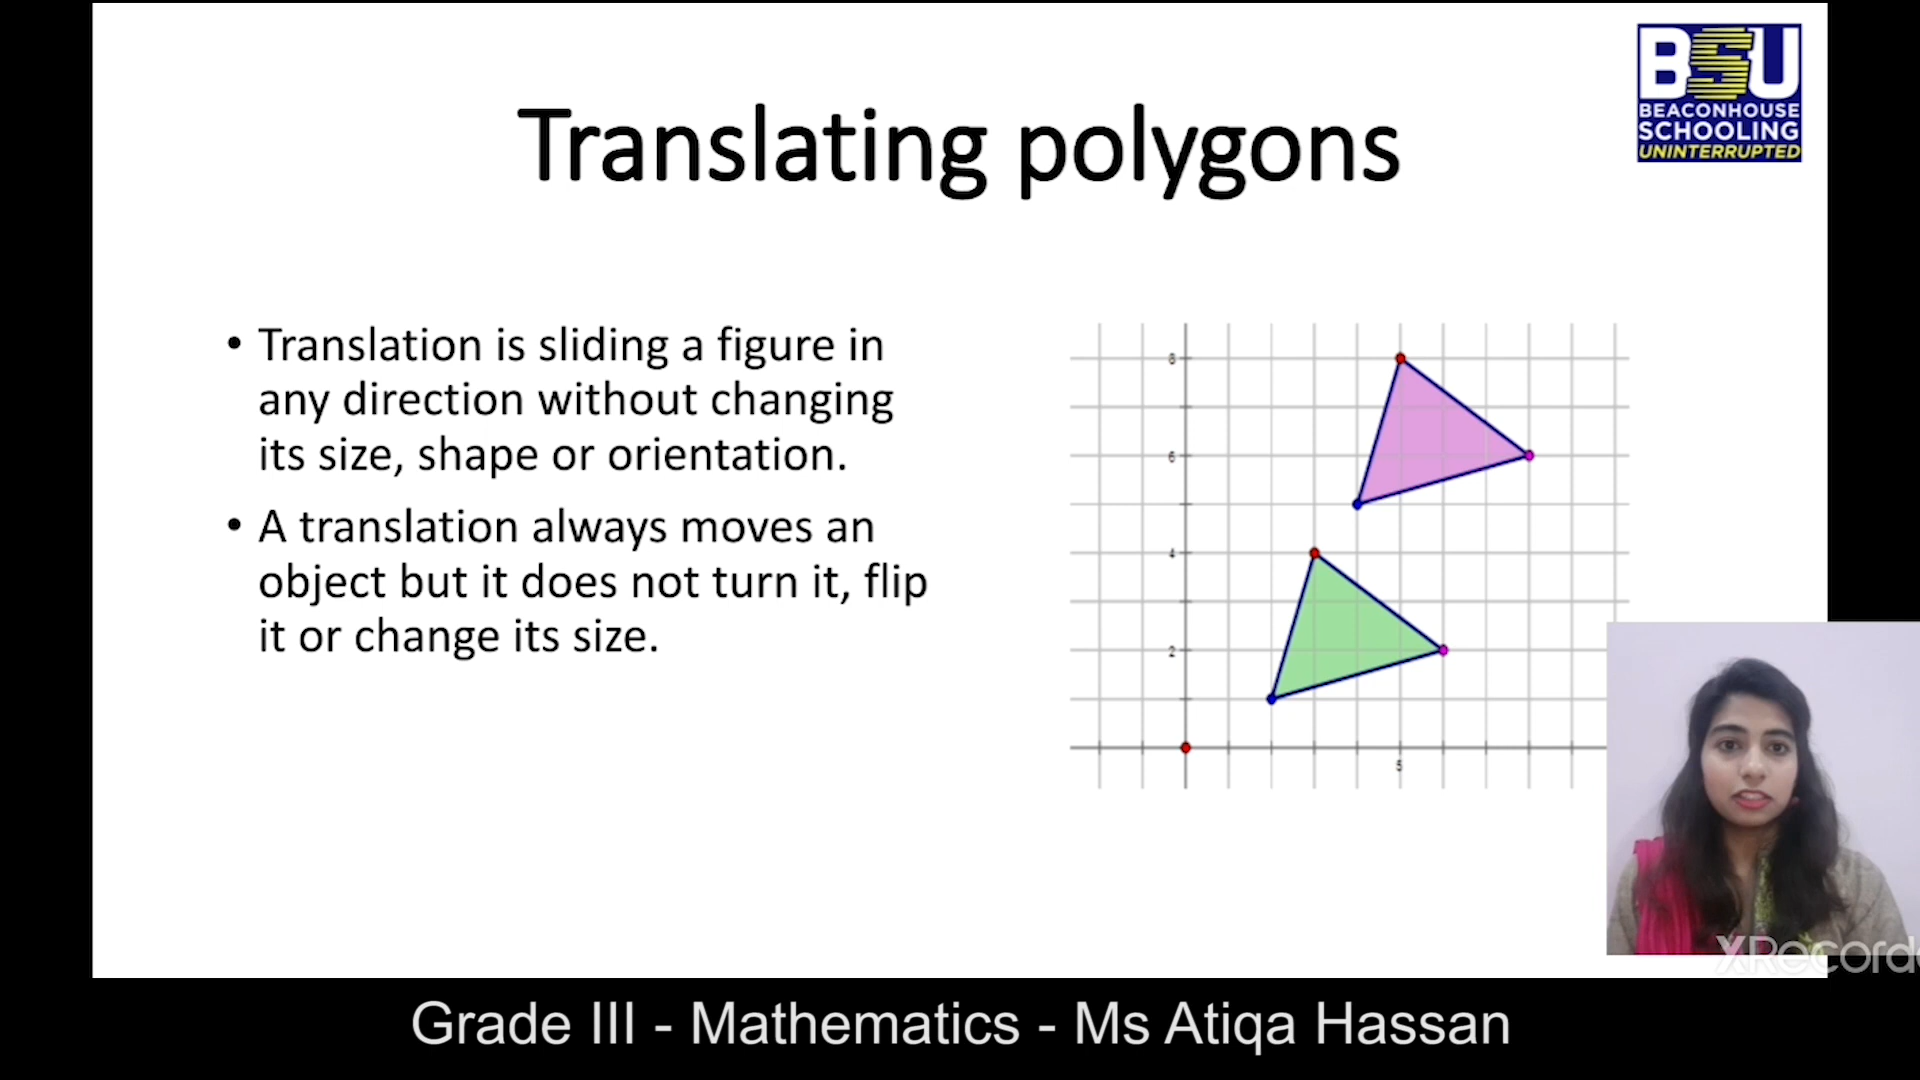 BSU
BEACONHOUSE
SCHOOLING
UNINTERRUPTED
Translating polygons
• Translation is sliding a figure in
any direction without changing
its size, shape or orientation.
• A translation always moves an
object but it does not turn it, flip
it or change its size.
8
6
4
2
5
XRecord
Grade III - Mathematics - Ms Atiqa Hassan